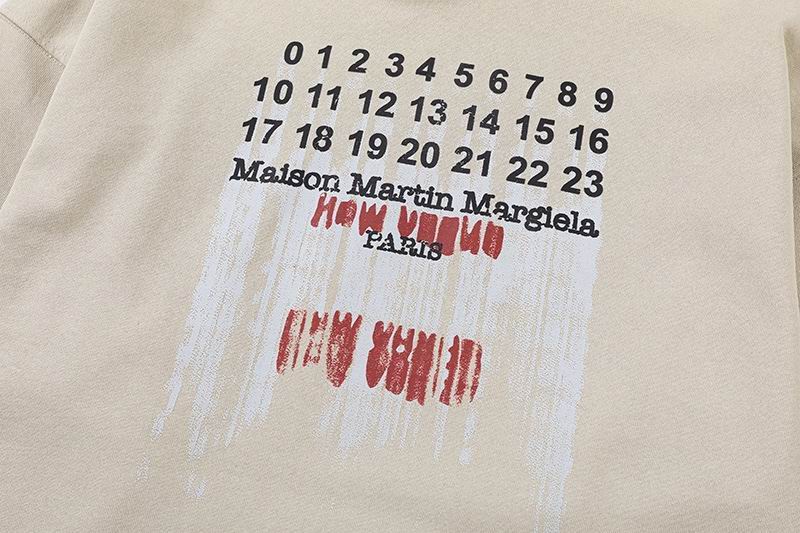 0 1 2 3 4 5 6 7 8 9
10 11 12 13 14 15 16
17 18 19 20 21 22 23
Maison Martin Margiela
How
PARIS